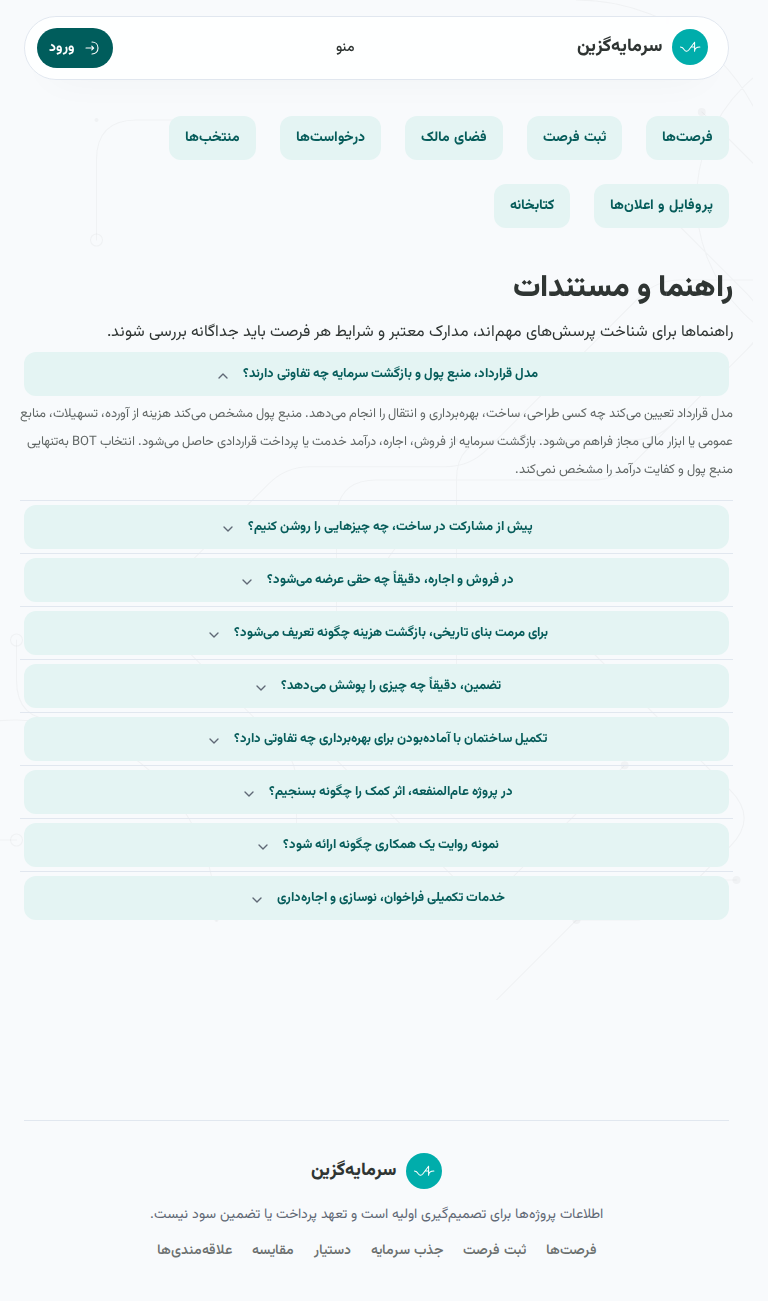 سرمایه‌گزین
منو
ورود
فرصت‌ها
ثبت فرصت
فضای مالک
درخواست‌ها
منتخب‌ها
پروفایل و اعلان‌ها
کتابخانه
راهنما و مستندات
راهنماها برای شناخت پرسش‌های مهم‌اند، مدارک معتبر و شرایط هر فرصت باید جداگانه بررسی شوند.
مدل قرارداد، منبع پول و بازگشت سرمایه چه تفاوتی دارند؟
مدل قرارداد تعیین می‌کند چه کسی طراحی، ساخت، بهره‌برداری و انتقال را انجام می‌دهد. منبع پول مشخص می‌کند هزینه از آورده، تسهیلات، منابع
عمومی یا ابزار مالی مجاز فراهم می‌شود. بازگشت سرمایه از فروش، اجاره، درآمد خدمت یا پرداخت قراردادی حاصل می‌شود. انتخاب BOT به‌تنهایی
منبع پول و کفایت درآمد را مشخص نمی‌کند.
پیش از مشارکت در ساخت، چه چیزهایی را روشن کنیم؟
در فروش و اجاره، دقیقاً چه حقی عرضه می‌شود؟
برای مرمت بنای تاریخی، بازگشت هزینه چگونه تعریف می‌شود؟
تضمین، دقیقاً چه چیزی را پوشش می‌دهد؟
تکمیل ساختمان با آماده‌بودن برای بهره‌برداری چه تفاوتی دارد؟
در پروژه عام‌المنفعه، اثر کمک را چگونه بسنجیم؟
نمونه روایت یک همکاری چگونه ارائه شود؟
خدمات تکمیلی فراخوان، نوسازی و اجاره‌داری
سرمایه‌گزین
اطلاعات پروژه‌ها برای تصمیم‌گیری اولیه است و تعهد پرداخت یا تضمین سود نیست.
فرصت‌ها
ثبت فرصت
جذب سرمایه
دستیار
مقایسه
علاقه‌مندی‌ها